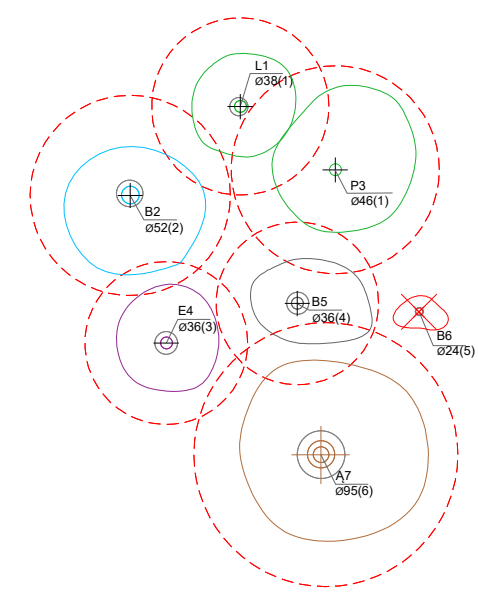 L1
ø38(1)
P3
ø46(1)
B2
ø52(2)
B5
ø36(4)
E4
ø36(3)
B6
ø24(5)
Ą7
ø95(6)